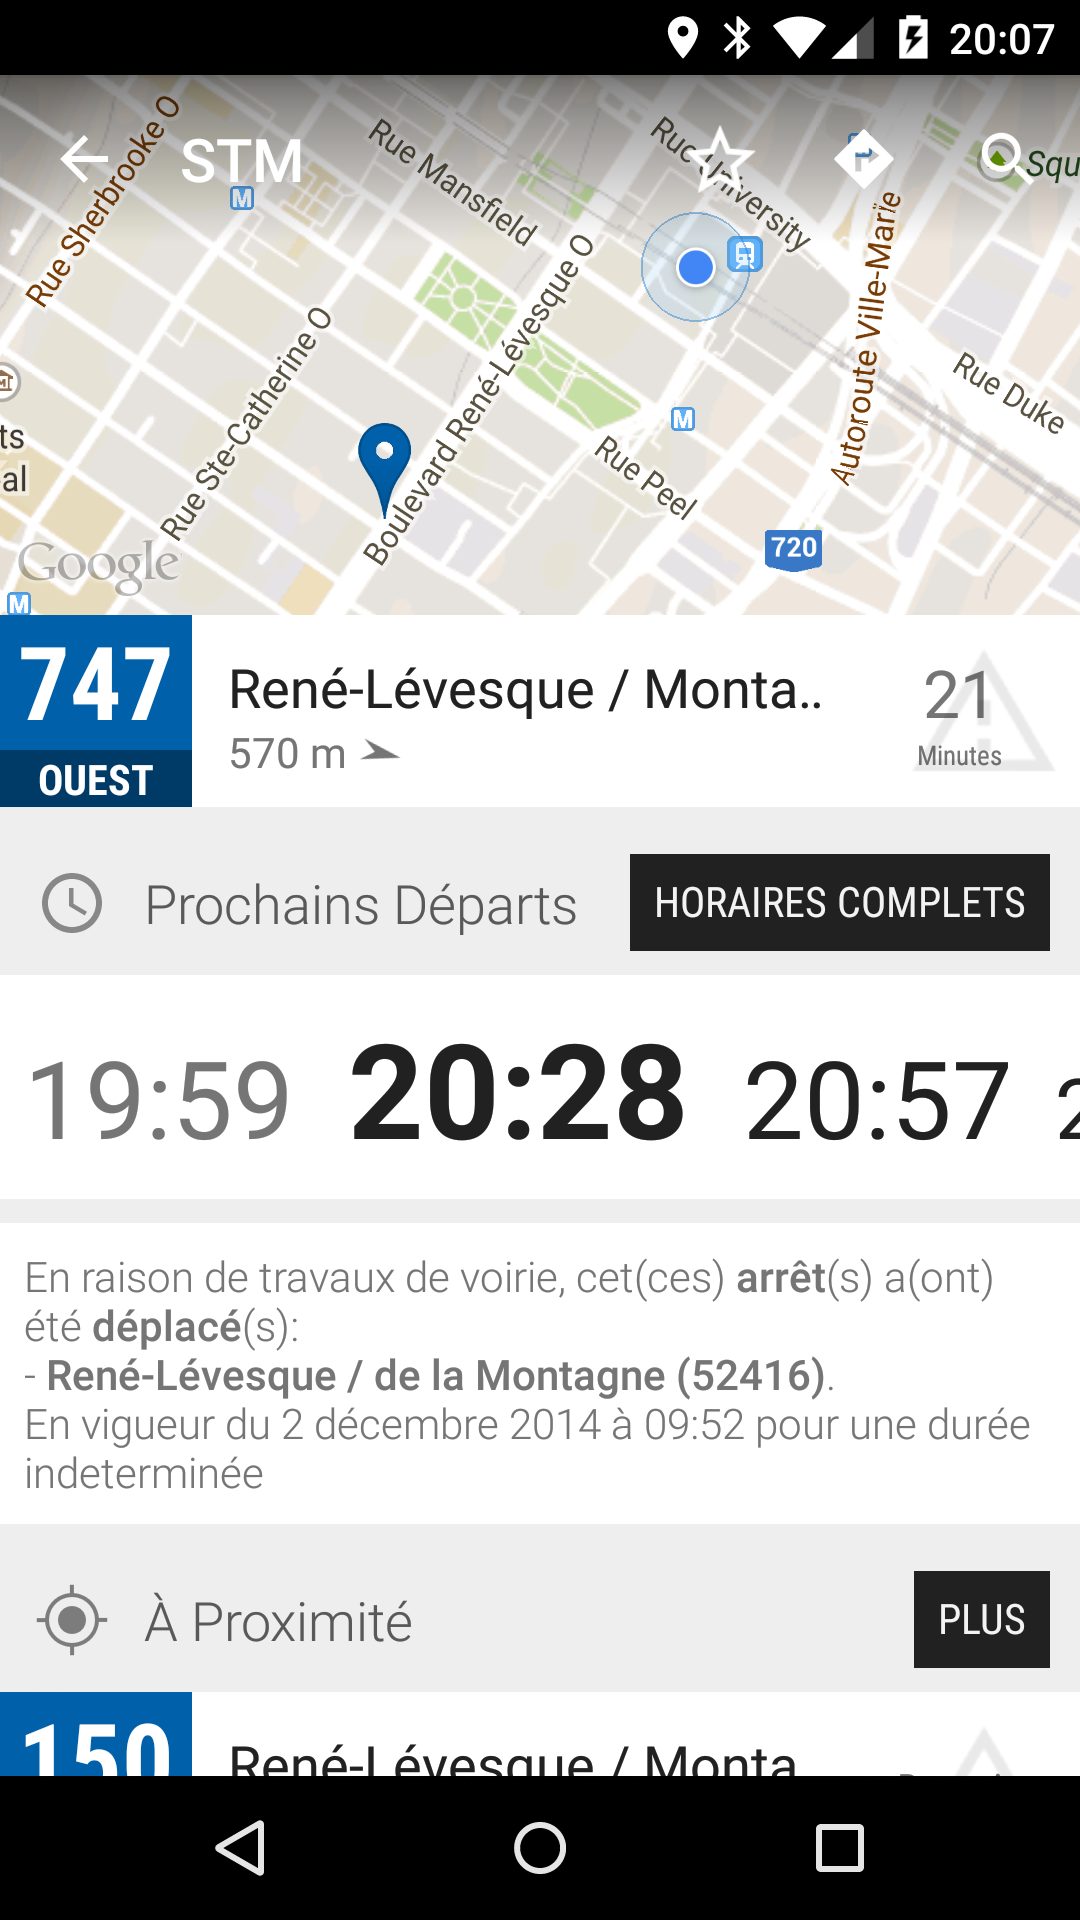 20:07
STM
Rue Sherbrooke O
Rue Mansfield
Rue University
Squ
M
Boulevard René-Lévesque O
Rue Ste-Catherine O
Autoroute Ville-Marie
Rue Duke
ts
al
M
Rue Peel
720
Google
M
747
OUEST
René-Lévesque / Monta..
570 m
21
Minutes
Prochains Départs
HORAIRES COMPLETS
19:59 20:28 20:57 2
En raison de travaux de voirie, cet(ces) arrêt(s) a(ont)
été déplacé(s):
- René-Lévesque / de la Montagne (52416).
En vigueur du 2 décembre 2014 à 09:52 pour une durée
indeterminée
À Proximité
PLUS
150
René-Lévesque / Monta